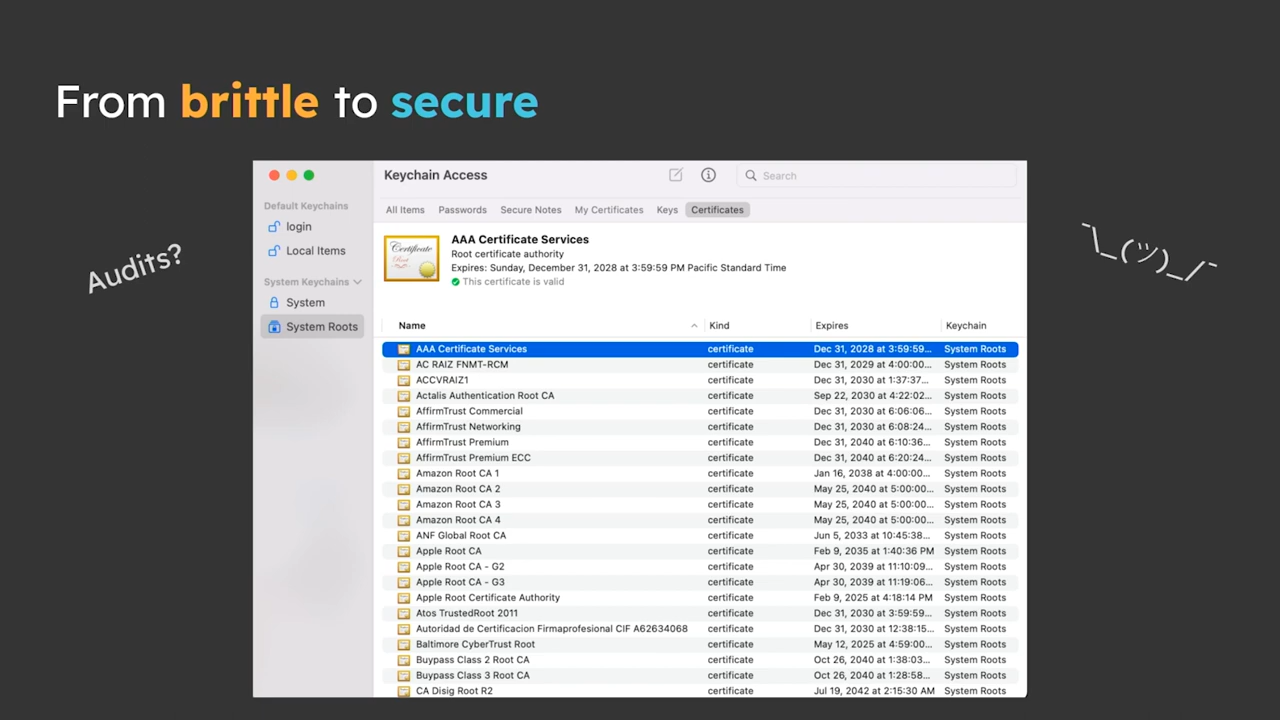 From brittle to secure
Audits?
¯\_(ツ)_/¯
Keychain Access
Search
Default Keychains
login
Local Items
System Keychains
System
System Roots
All Items Passwords Secure Notes My Certificates Keys Certificates
Certificate
Root
AAA Certificate Services
Root certificate authority
Expires: Sunday, December 31, 2028 at 3:59:59 PM Pacific Standard Time
This certificate is valid
Name Kind Expires Keychain
AAA Certificate Services certificate Dec 31, 2028 at 3:59:59... System Roots
AC RAIZ FNMT-RCM certificate Dec 31, 2029 at 4:00:00... System Roots
ACCVRAIZ1 certificate Dec 31, 2030 at 1:37:37... System Roots
Actalis Authentication Root CA certificate Sep 22, 2030 at 4:22:02... System Roots
AffirmTrust Commercial certificate Dec 31, 2030 at 6:06:06... System Roots
AffirmTrust Networking certificate Dec 31, 2030 at 6:08:24... System Roots
AffirmTrust Premium certificate Dec 31, 2040 at 6:10:36... System Roots
AffirmTrust Premium ECC certificate Dec 31, 2040 at 6:20:24... System Roots
Amazon Root CA 1 certificate Jan 16, 2038 at 4:00:00... System Roots
Amazon Root CA 2 certificate May 25, 2040 at 5:00:00... System Roots
Amazon Root CA 3 certificate May 25, 2040 at 5:00:00... System Roots
Amazon Root CA 4 certificate May 25, 2040 at 5:00:00... System Roots
ANF Global Root CA certificate Jun 5, 2033 at 10:45:38... System Roots
Apple Root CA certificate Feb 9, 2035 at 1:40:36 PM System Roots
Apple Root CA - G2 certificate Apr 30, 2039 at 11:10:09... System Roots
Apple Root CA - G3 certificate Apr 30, 2039 at 11:19:06... System Roots
Apple Root Certificate Authority certificate Feb 9, 2025 at 4:18:14 PM System Roots
Atos TrustedRoot 2011 certificate Dec 31, 2030 at 3:59:59... System Roots
Autoridad de Certificacion Firmaprofesional CIF A62634068 certificate Dec 31, 2030 at 12:38:15... System Roots
Baltimore CyberTrust Root certificate May 12, 2025 at 4:59:00... System Roots
Buypass Class 2 Root CA certificate Oct 26, 2040 at 1:38:03... System Roots
Buypass Class 3 Root CA certificate Oct 26, 2040 at 1:28:58... System Roots
CA Disig Root R2 certificate Jul 19, 2042 at 2:15:30 AM System Roots